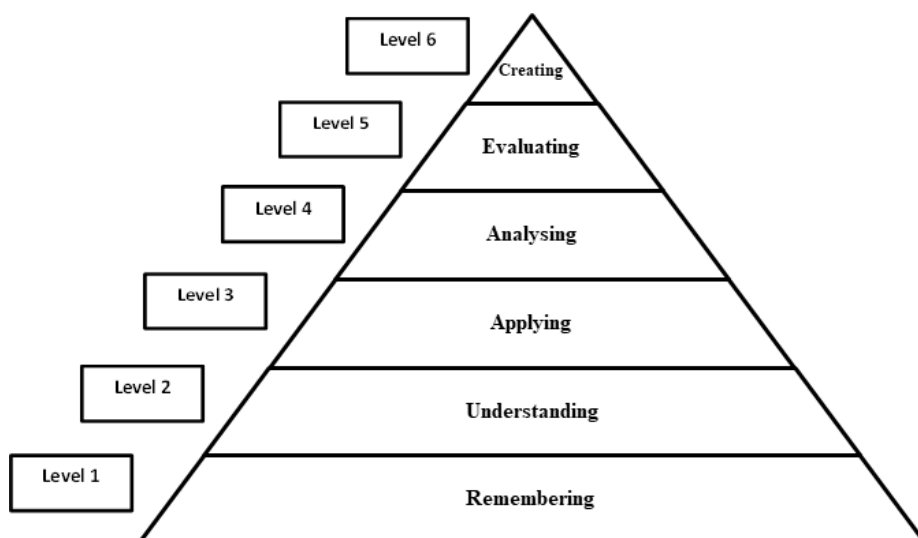 Level 6
Creating
Level 5
Evaluating
Level 4
Analysing
Level 3
Applying
Level 2
Understanding
Level 1
Remembering